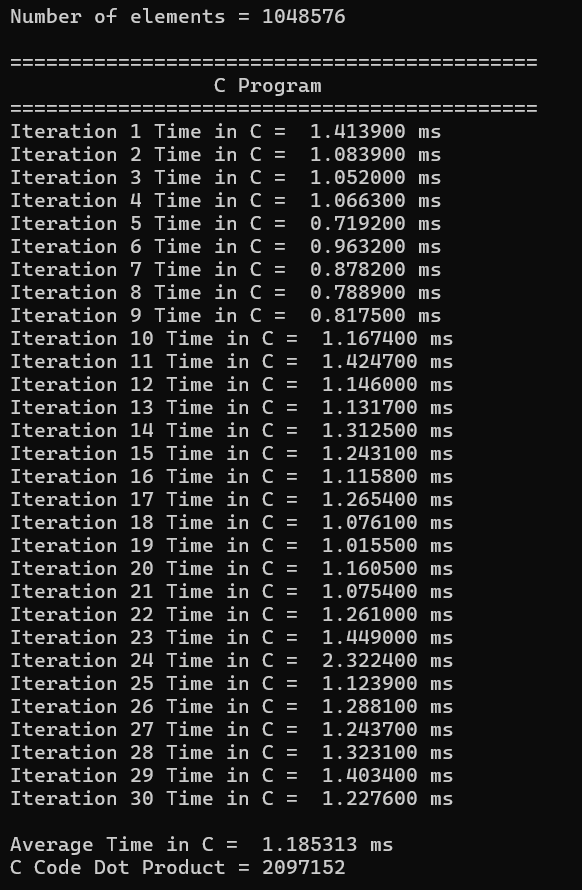 Number of elements = 1048576
============================================
C Program
============================================
Iteration 1 Time in C =  1.413900 ms
Iteration 2 Time in C =  1.083900 ms
Iteration 3 Time in C =  1.052000 ms
Iteration 4 Time in C =  1.066300 ms
Iteration 5 Time in C =  0.719200 ms
Iteration 6 Time in C =  0.963200 ms
Iteration 7 Time in C =  0.878200 ms
Iteration 8 Time in C =  0.788900 ms
Iteration 9 Time in C =  0.817500 ms
Iteration 10 Time in C =  1.167400 ms
Iteration 11 Time in C =  1.424700 ms
Iteration 12 Time in C =  1.146000 ms
Iteration 13 Time in C =  1.131700 ms
Iteration 14 Time in C =  1.312500 ms
Iteration 15 Time in C =  1.243100 ms
Iteration 16 Time in C =  1.115800 ms
Iteration 17 Time in C =  1.265400 ms
Iteration 18 Time in C =  1.076100 ms
Iteration 19 Time in C =  1.015500 ms
Iteration 20 Time in C =  1.160500 ms
Iteration 21 Time in C =  1.075400 ms
Iteration 22 Time in C =  1.261000 ms
Iteration 23 Time in C =  1.449000 ms
Iteration 24 Time in C =  2.322400 ms
Iteration 25 Time in C =  1.123900 ms
Iteration 26 Time in C =  1.288100 ms
Iteration 27 Time in C =  1.243700 ms
Iteration 28 Time in C =  1.323100 ms
Iteration 29 Time in C =  1.403400 ms
Iteration 30 Time in C =  1.227600 ms
Average Time in C =  1.185313 ms
C Code Dot Product = 2097152